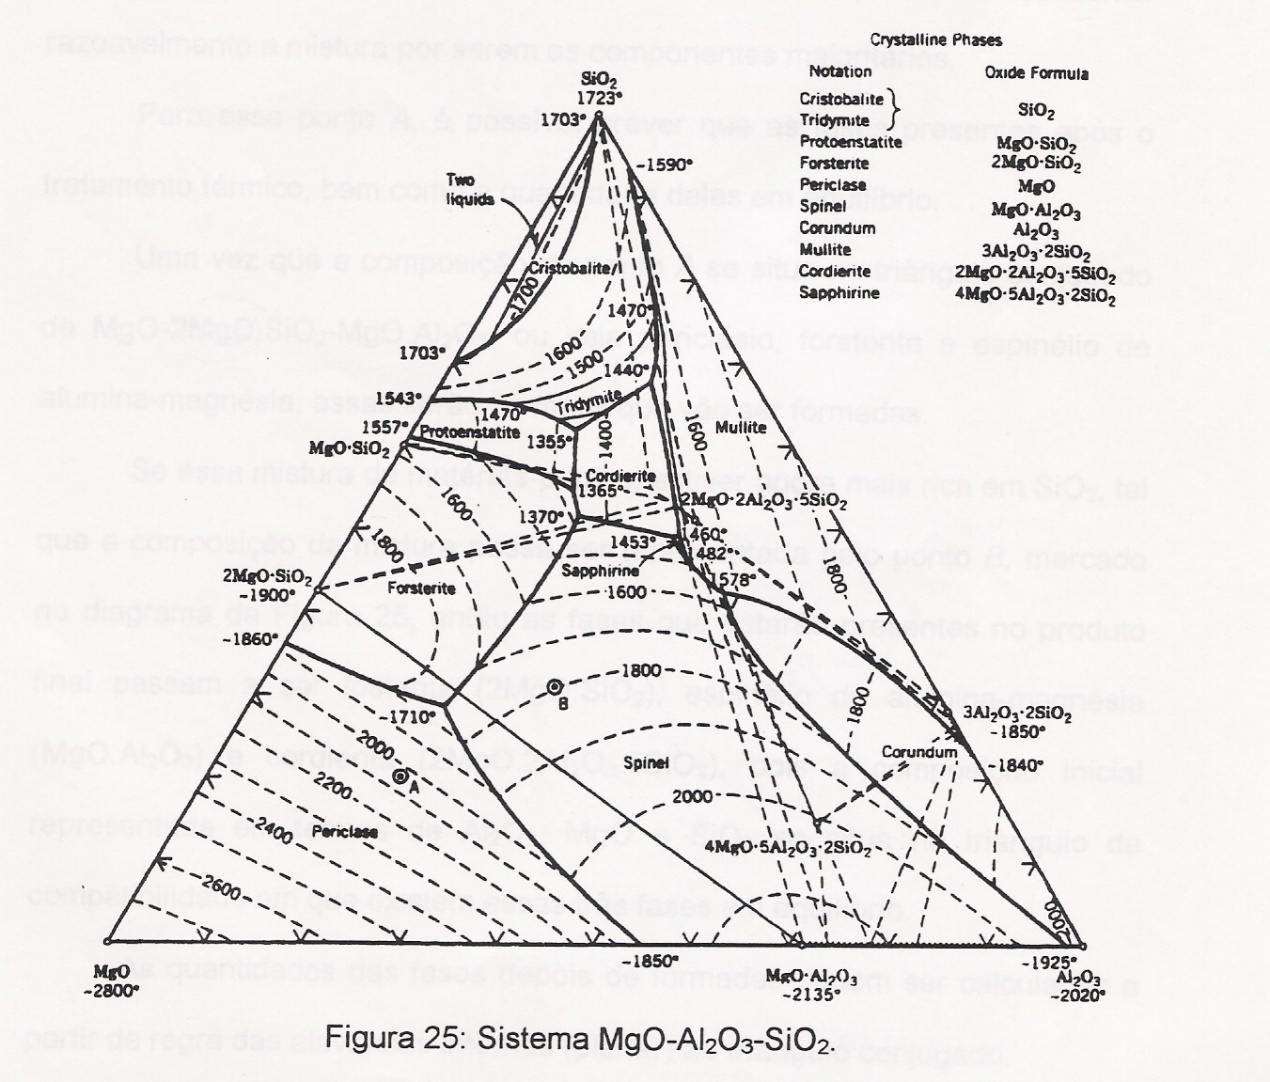 Crystalline Phases
Notation Oxide Formula
Cristobalite
Tridymite SiO₂
Protoenstatite MgO·SiO₂
Forsterite 2MgO·SiO₂
Periclase MgO
Spinel MgO·Al₂O₃
Corundum Al₂O₃
Mullite 3Al₂O₃·2SiO₂
Cordierite 2MgO·2Al₂O₃·5SiO₂
Sapphirine 4MgO·5Al₂O₃·2SiO₂
SiO₂
1723°
1703°
~1590°
Two
liquids
Cristobalite
~1700
1470°
1703°
1600
1500
1440°
1543°
1470°
Tridymite
1557°
Protoenstatite
1355°
1400
1600
Mullite
MgO·SiO₂
Cordierite
1365°
2MgO·2Al₂O₃·5SiO₂
1600
1370°
1460°
1453°
1482°
1800
Sapphirine
1578°
1800
2MgO·SiO₂
~1900°
Forsterite
1600
~1860°
1800
B
~1710°
1800
3Al₂O₃·2SiO₂
~1850°
2000
Spinel
Corundum
~1840°
A
2200
2000
2400
Periclase
4MgO·5Al₂O₃·2SiO₂
2600
2000
MgO
~2800°
~1850°
MgO·Al₂O₃
~2135°
~1925°
Al₂O₃
~2020°
Figura 25: Sistema MgO-Al₂O₃-SiO₂.